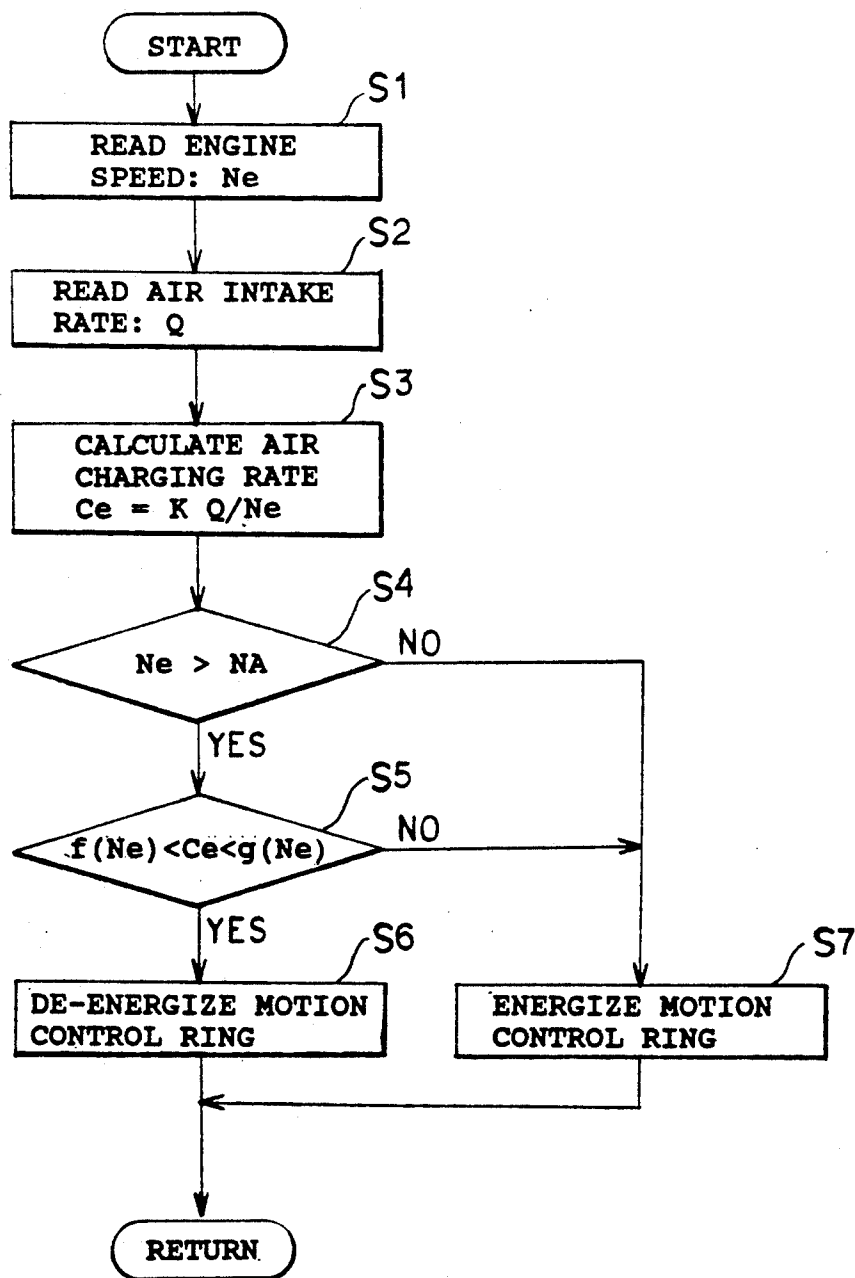 START
S1
READ ENGINE
SPEED: Ne
S2
READ AIR INTAKE
RATE: Q
S3
CALCULATE AIR
CHARGING RATE
Ce = K Q/Ne
S4
Ne > NA
NO
YES
S5
f(Ne)<Ce<g(Ne)
NO
YES
S6
DE-ENERGIZE MOTION
CONTROL RING
S7
ENERGIZE MOTION
CONTROL RING
RETURN